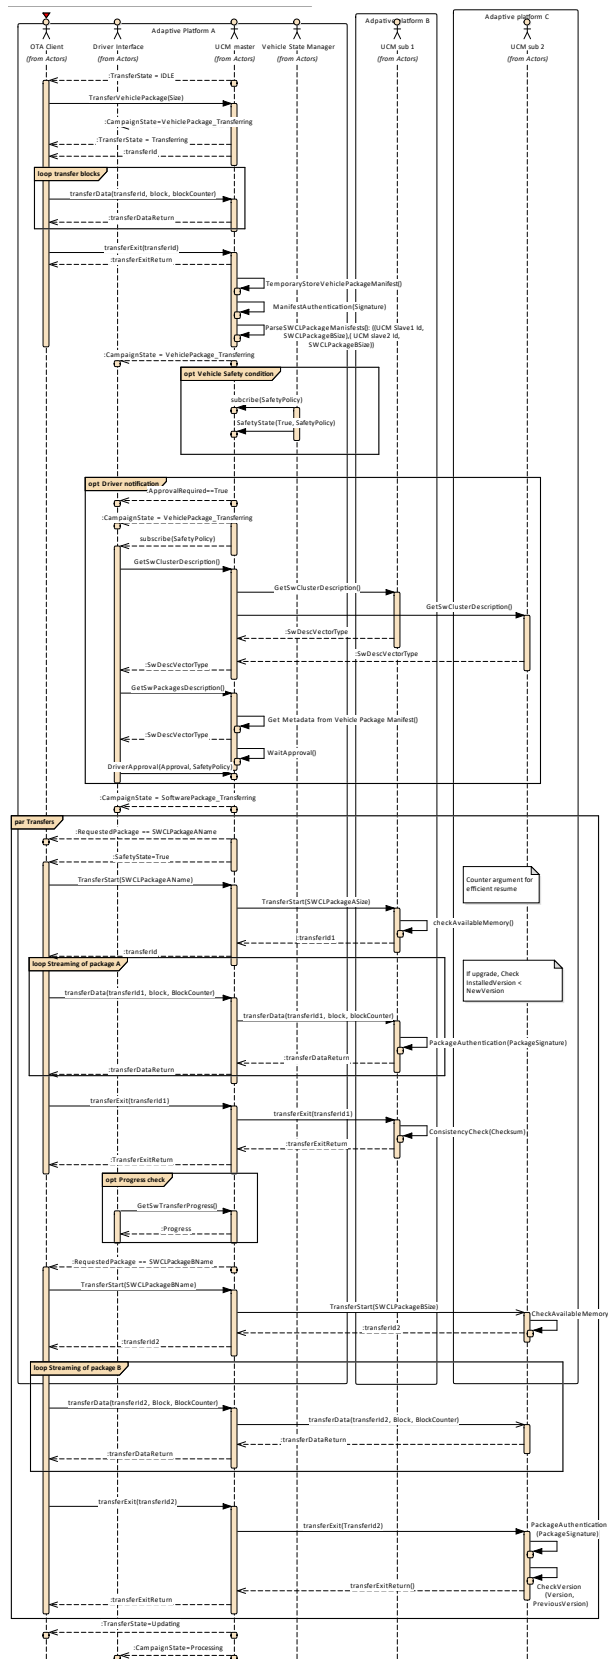 Adaptive Platform A
Adaptive Platform B
Adaptive platform C
OTA Client
Driver Interface
UCM master
Vehicle State Manager
UCM sub 1
UCM sub 2
(from Actors)
(from Actors)
(from Actors)
(from Actors)
(from Actors)
(from Actors)
:TransferState = IDLE
TransferVehiclePackage(Size)
:CampaignState=VehiclePackage_Transferring
:TransferState = Transferring
:transferId
loop transfer blocks
transferData(transferId, block, blockCounter)
:transferDataReturn
transferExit(transferId)
:transferExitReturn
TemporaryStoreVehiclePackageManifest()
ManifestAuthentication(Signature)
ParseSWCLPackageManisfests(): ((UCM Slave1 Id,
SWCLPackageBSize),( UCM slave2 Id,
SWCLPackageBSize))
:CampaignState = VehiclePackage_Transferring
opt Vehicle Safety condition
subcribe(SafetyPolicy)
SafetyState(True, SafetyPolicy)
opt Driver notification
ApprovalRequired==True
:CampaignState = VehiclePackage_Transferring
subscribe(SafetyPolicy)
GetSwClusterDescription()
GetSwClusterDescription()
GetSwClusterDescription()
:SwDescVectorType
:SwDescVectorType
:SwDescVectorType
GetSwPackagesDescription()
Get Metadata from Vehicle Package Manifest()
:SwDescVectorType
WaitApproval()
DriverApproval(Approval, SafetyPolicy)
:CampaignState = SoftwarePackage_Transferring
par Transfers
:RequestedPackage == SWCLPackageAName
:SafetyState=True
TransferStart(SWCLPackageAName)
Counter argument for
efficient resume
TransferStart(SWCLPackageASize)
checkAvailableMemory()
:transferId1
:transferId
loop Streaming of package A
If upgrade, Check
InstalledVersion <
NewVersion
transferData(transferId1, block, BlockCounter)
transferData(transferId1, block, blockCounter)
PackageAuthentication(PackageSignature)
:transferDataReturn
:transferDataReturn
transferExit(transferId1)
transferExit(transferId1)
ConsistencyCheck(Checksum)
:transferExitReturn
:TransferExitReturn
opt Progress check
GetSwTransferProgress()
:Progress
:RequestedPackage == SWCLPackageBName
TransferStart(SWCLPackageBName)
TransferStart(SWCLPackageBSize)
CheckAvailableMemory
:transferId2
:transferId2
loop Streaming of package B
transferData(transferId2, Block, BlockCounter)
transferData(transferId2, Block, BlockCounter)
:transferDataReturn
:transferDataReturn
transferExit(transferId2)
transferExit(TransferId2)
PackageAuthentication
(PackageSignature)
CheckVersion
(Version,
PreviousVersion)
transferExitReturn()
:transferExitReturn
:TransferState=Updating
:CampaignState=Processing